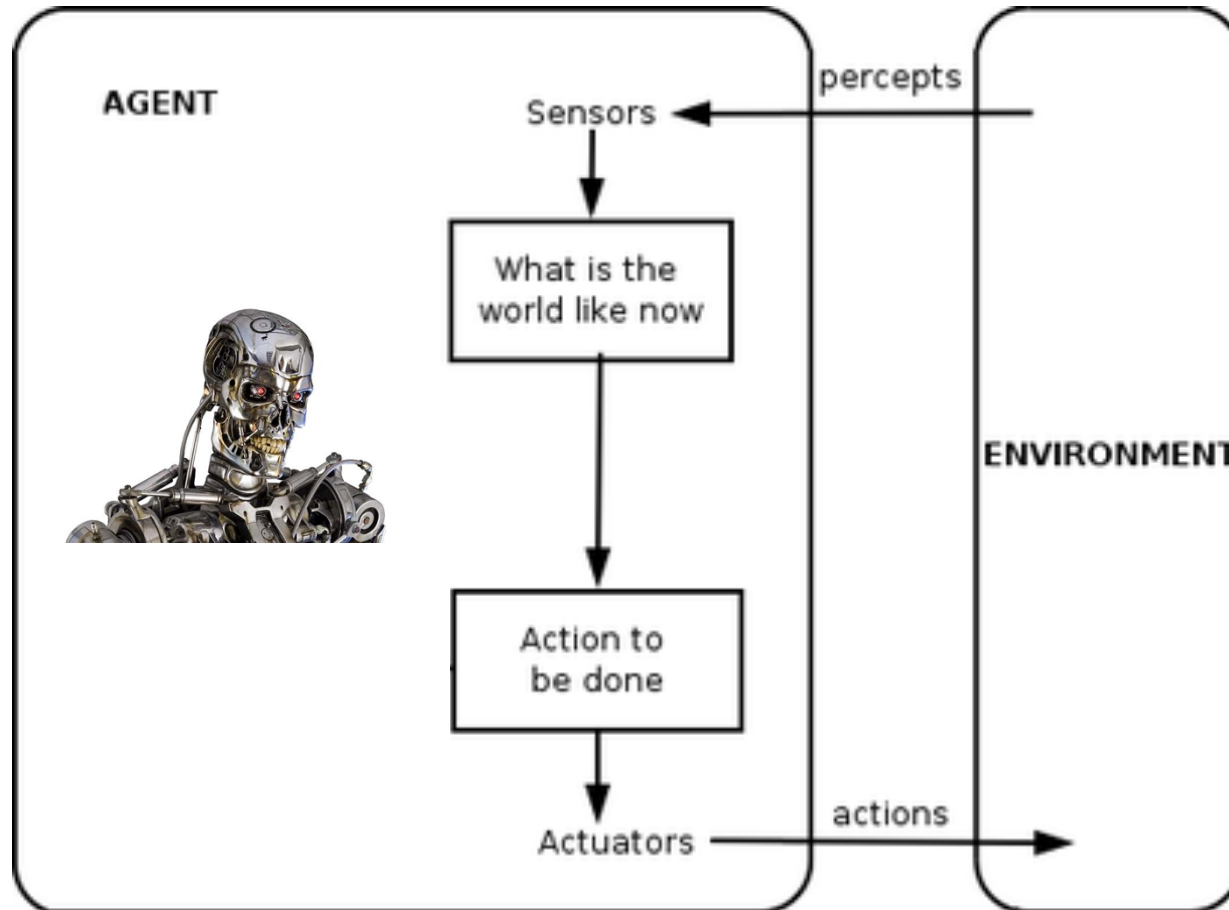 AGENT
percepts
Sensors
What is the
world like now
ENVIRONMENT
Action to
be done
actions
Actuators